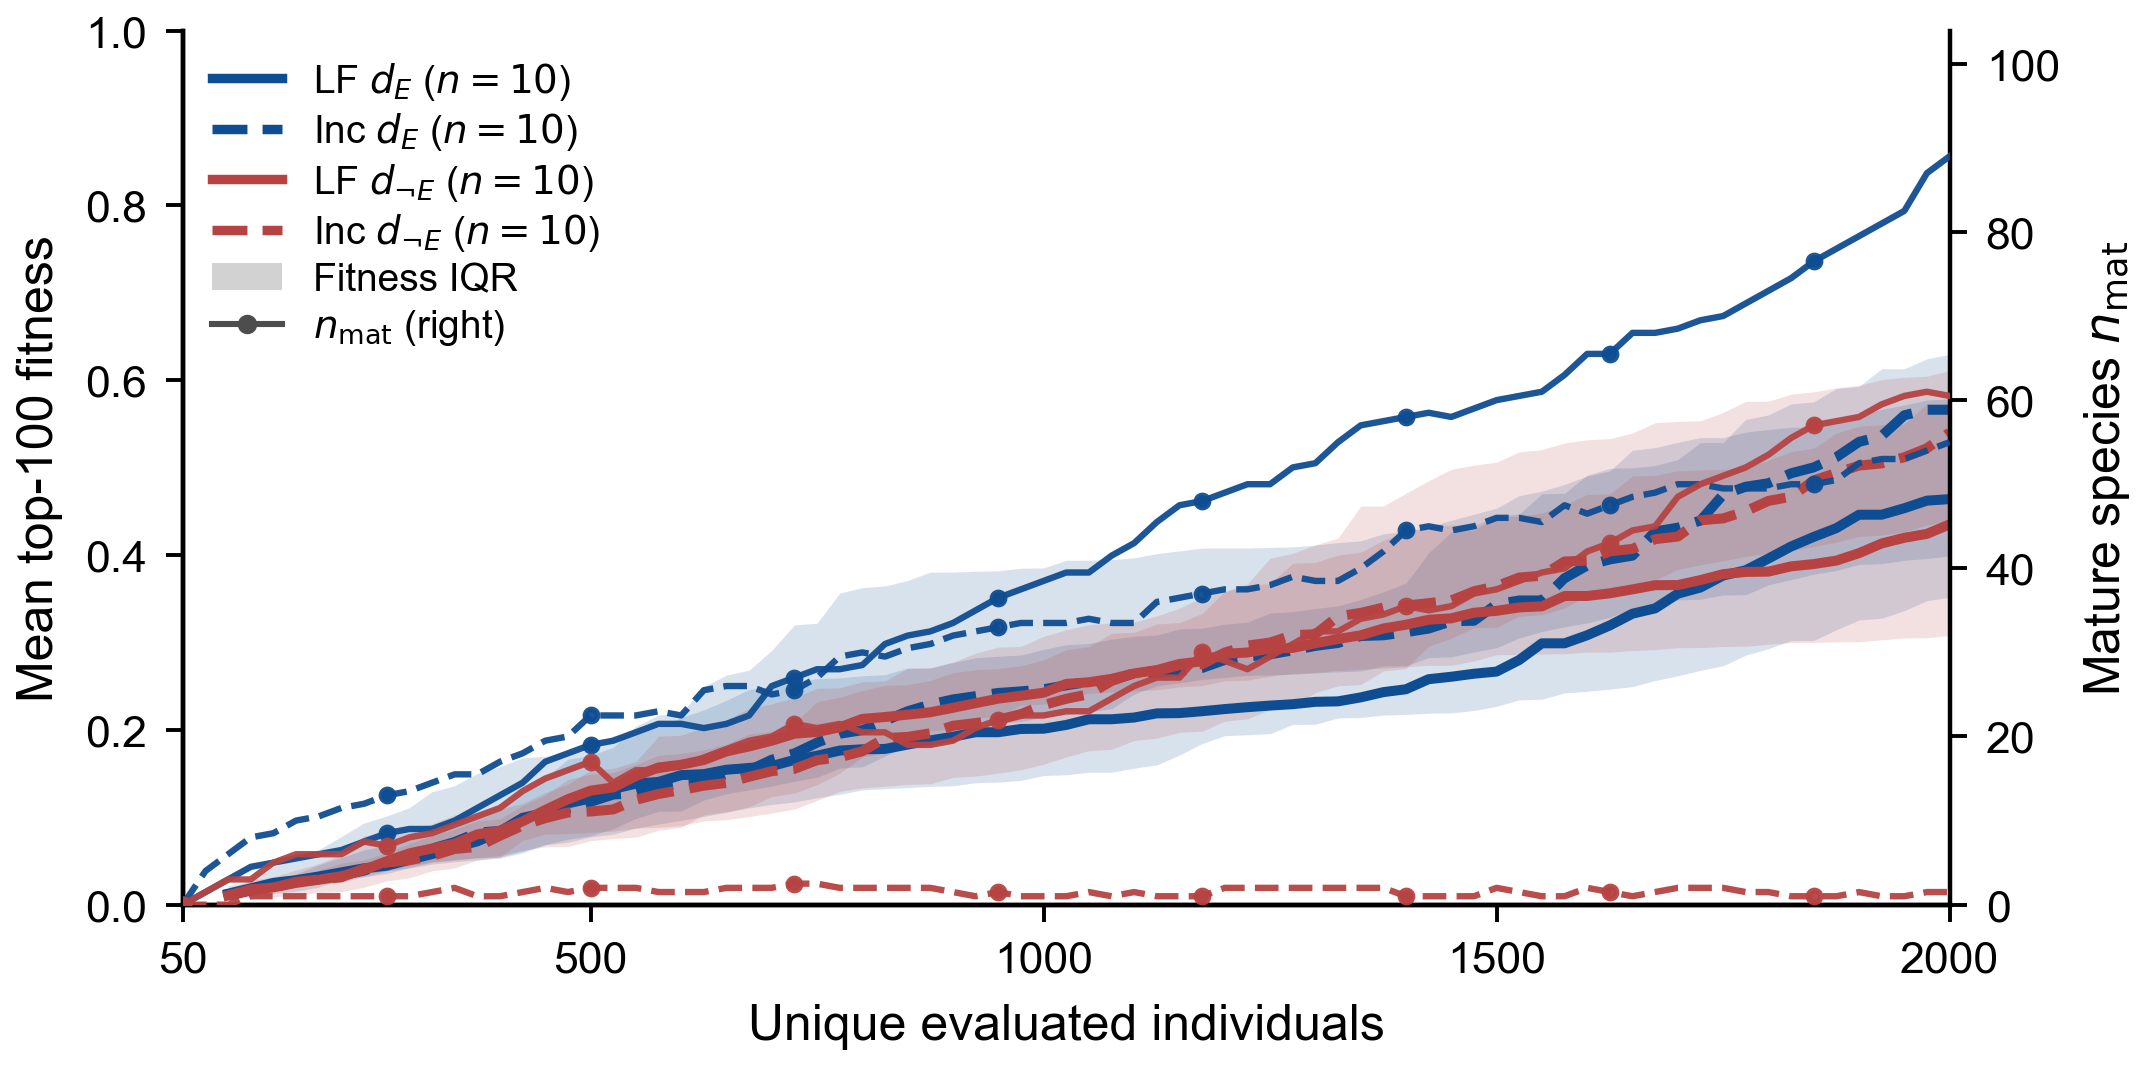 LF d_E (n = 10)
Inc d_E (n = 10)
LF d_¬E (n = 10)
Inc d_¬E (n = 10)
Fitness IQR
n_mat (right)
Mean top-100 fitness
1.0
0.8
0.6
0.4
0.2
0.0
100
80
60
40
20
0
Mature species n_mat
50
500
1000
1500
2000
Unique evaluated individuals